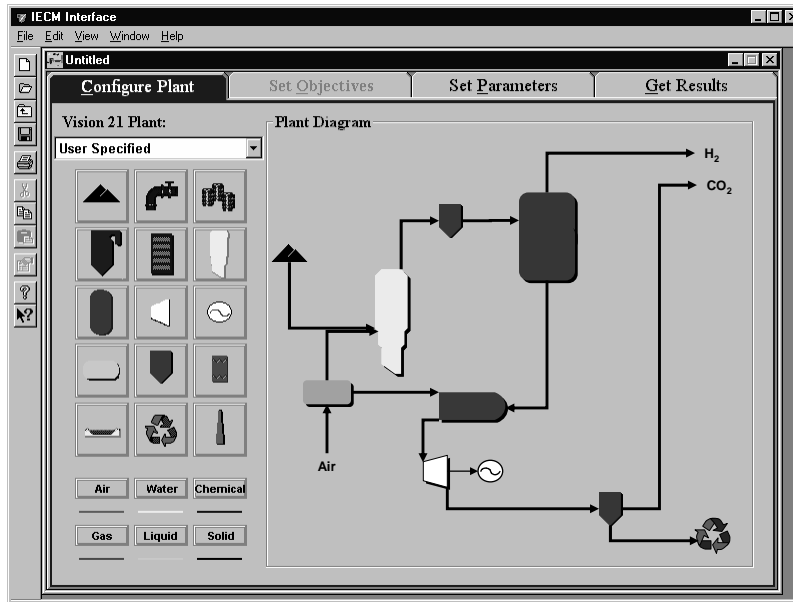 IECM Interface
File Edit View Window Help
Untitled
Configure Plant Set Objectives Set Parameters Get Results
Vision 21 Plant:
User Specified
Plant Diagram
H2
CO2
Air
Air Water Chemical
Gas Liquid Solid